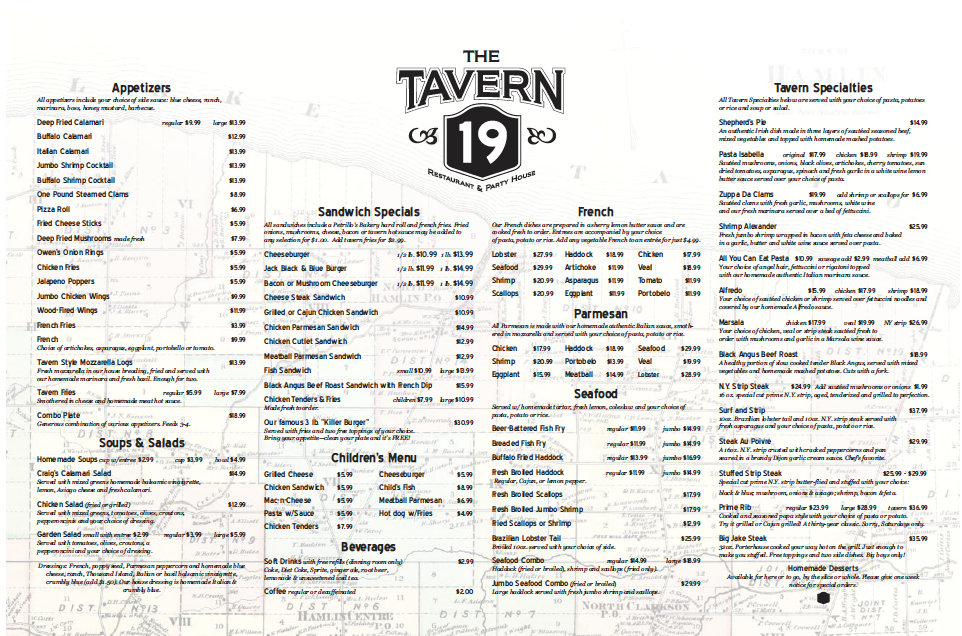 THE
TAVERN
19
RESTAURANT & PARTY HOUSE
Appetizers
All appetizers include your choice of side sauce: blue cheese, ranch,
marinara, boss, honey mustard, barbecue.
Deep Fried Calamari regular $9.99 large $13.99
Buffalo Calamari $12.99
Italian Calamari $13.99
Jumbo Shrimp Cocktail $13.99
Buffalo Shrimp Cocktail $13.99
One Pound Steamed Clams $8.99
Pizza Roll $6.99
Fried Cheese Sticks $5.99
Deep Fried Mushrooms made fresh $7.99
Owen's Onion Rings $5.99
Chicken Fries $5.99
Jalapeno Poppers $5.99
Jumbo Chicken Wings $9.99
Wood-Fired Wings $11.99
French Fries $3.99
French $9.99
Choice of artichokes, asparagus, eggplant, portobello or tomato.
Tavern Style Mozzarella Logs $13.99
Fresh mozzarella in our house breading, fried and served with
our homemade marinara and fresh basil. Enough for two.
Tavern Fries regular $5.99 large $7.99
Smothered in cheese and homemade meat hot sauce.
Combo Plate $18.99
Generous combination of various appetizers. Feeds 3-4.
Soups & Salads
Homemade Soups cup w/entree $2.99 cup $3.99 bowl $4.99
Craig's Calamari Salad $14.99
Served with mixed greens homemade balsamic vinaigrette,
lemon, Asiago cheese and fresh calamari.
Chicken Salad (fried or grilled) $12.99
Served with mixed greens, tomatoes, olives, croutons,
pepperoncinis and your choice of dressing.
Garden Salad small with entree $2.99 regular $3.99 large $5.99
Served with tomatoes, olives, croutons, a
pepperoncini and your choice of dressing.
Dressings: French, poppyseed, Parmesan peppercorn and homemade blue
cheese, ranch, Thousand Island, Italian or basil balsamic vinaigrette,
crumbly blue (add $1.50). Our house dressing is homemade Italian &
crumbly blue.
Sandwich Specials
All sandwiches include a Petrillo's Bakery hard roll and french fries. Fried
onions, mushrooms, cheese, bacon or tavern hot sauce may be added to
any selection for $1.00. Add tavern fries for $2.99.
Cheeseburger 1/2 lb. $10.99 1 lb. $13.99
Jack Black & Blue Burger 1/2 lb. $11.99 1 lb. $14.99
Bacon or Mushroom Cheeseburger 1/2 lb. $11.99 1 lb. $14.99
Cheese Steak Sandwich $10.99
Grilled or Cajun Chicken Sandwich $10.99
Chicken Parmesan Sandwich $14.99
Chicken Cutlet Sandwich $12.99
Meatball Parmesan Sandwich $12.99
Fish Sandwich small $10.99 large $13.99
Black Angus Beef Roast Sandwich with French Dip $15.99
Chicken Tenders & Fries children $7.99 large $10.99
Made fresh to order.
Our famous 3 lb. "Killer Burger" $30.99
Served with fries and two free toppings of your choice.
Bring your appetite—clean your plate and it's FREE!
Children's Menu
Grilled Cheese $5.99 Cheeseburger $5.99
Chicken Sandwich $5.99 Child's Fish $8.99
Mac-n-Cheese $5.99 Meatball Parmesan $6.99
Pasta w/Sauce $5.99 Hot dog w/Fries $4.99
Chicken Tenders $7.99
Beverages
Soft Drinks with free refills (dining room only) $2.99
Coke, Diet Coke, Sprite, ginger ale, root beer,
lemonade & unsweetened iced tea.
Coffee regular or decaffeinated $2.00
French
Our French dishes are prepared in a sherry lemon butter sauce and are
cooked fresh to order. Entrees are accompanied by your choice
of pasta, potato or rice. Add any vegetable French to an entrée for just $4.99.
Lobster $27.99 Haddock $18.99 Chicken $17.99
Seafood $29.99 Artichoke $11.99 Veal $18.99
Shrimp $20.99 Asparagus $11.99 Tomato $11.99
Scallops $20.99 Eggplant $11.99 Portobelo $11.99
Parmesan
All Parmesan is made with our homemade authentic Italian sauce, smoth-
ered in mozzarella and served with your choice of pasta, potato or rice.
Chicken $17.99 Haddock $18.99 Seafood $29.99
Shrimp $20.99 Portobelo $13.99 Veal $19.99
Eggplant $15.99 Meatball $14.99 Lobster $28.99
Seafood
Served w/ homemade tartar, fresh lemon, coleslaw and your choice of
pasta, potato or rice.
Beer-Battered Fish Fry regular $11.99 jumbo $14.99
Breaded Fish Fry regular $11.99 jumbo $14.99
Buffalo Fried Haddock regular $13.99 jumbo $16.99
Fresh Broiled Haddock regular $11.99 jumbo $14.99
Regular, Cajun, or lemon pepper.
Fresh Broiled Scallops $17.99
Fresh Broiled Jumbo Shrimp $17.99
Fried Scallops or Shrimp $12.99
Brazilian Lobster Tail $25.99
Broiled 10oz. served with your choice of side.
Seafood Combo regular $14.99 large $18.99
Haddock (fried or broiled), shrimp and scallops (fried only).
Jumbo Seafood Combo (fried or broiled) $29.99
Large haddock served with fresh jumbo shrimp and scallops.
Tavern Specialties
All Tavern Specialties below are served with your choice of pasta, potatoes
or rice and soup or salad.
Shepherd's Pie $14.99
An authentic Irish dish made in three layers of sautéed seasoned beef,
mixed vegetables and topped with homemade mashed potatoes.
Pasta Isabella original $17.99 chicken $18.99 shrimp $19.99
Sautéed mushrooms, onions, black olives, artichokes, cherry tomatoes, sun
dried tomatoes, asparagus, spinach and fresh garlic in a white wine lemon
butter sauce served over your choice of pasta.
Zuppa Da Clams $19.99 add shrimp or scallops for $6.99
Sautéed clams with fresh garlic, mushrooms, white wine
and our fresh marinara served over a bed of fettuccini.
Shrimp Alexander $25.99
Fresh jumbo shrimp wrapped in bacon with feta cheese and baked
in a garlic, butter and white wine sauce served over pasta.
All You Can Eat Pasta $10.99 sausage add $2.99 meatball add $6.99
Your choice of angel hair, fettuccini or rigatoni topped
with our homemade authentic Italian marinara sauce.
Alfredo $15.99 chicken $17.99 shrimp $18.99
Your choice of sautéed chicken or shrimp served over fettuccini noodles and
covered by our homemade Alfredo sauce.
Marsala chicken $17.99 veal $19.99 NY strip $26.99
Your choice of chicken, veal or strip steak sautéed fresh to
order with mushrooms and garlic in a Marsala wine sauce.
Black Angus Beef Roast $18.99
A healthy portion of slow cooked tender Black Angus, served with mixed
vegetables and homemade mashed potatoes. Cuts with a fork.
N.Y. Strip Steak $24.99 Add sautéed mushrooms or onions $1.99
16 oz. special cut prime N.Y. strip, aged, tenderized and grilled to perfection.
Surf and Strip $37.99
10oz. Brazilian lobster tail and 10oz. N.Y. strip steak served with
fresh asparagus and your choice of pasta, potato or rice.
Steak Au Poivre $29.99
A 16oz. N.Y. strip crusted with cracked peppercorns and pan
seared in a brandy Dijon garlic cream sauce. Chef's favorite.
Stuffed Strip Steak $25.99 - $29.99
Special cut prime N.Y. strip butter-flied and stuffed with your choice:
black & blue; mushroom, onions & asiago; shrimp, bacon & feta.
Prime Rib regular $23.99 large $28.99 tavern $36.99
Cooked and seasoned papa style with your choice of pasta or potato.
Try it grilled or Cajun grilled! A thirty-year classic. Sorry, Saturdays only.
Big Jake Steak $35.99
32oz. Porterhouse cooked your way hot on the grill. Just enough to
make you stuffed. Free toppings and two side dishes. Big boys only!
Homemade Desserts
Available for here or to go, by the slice or whole. Please give one week
notice for special orders.